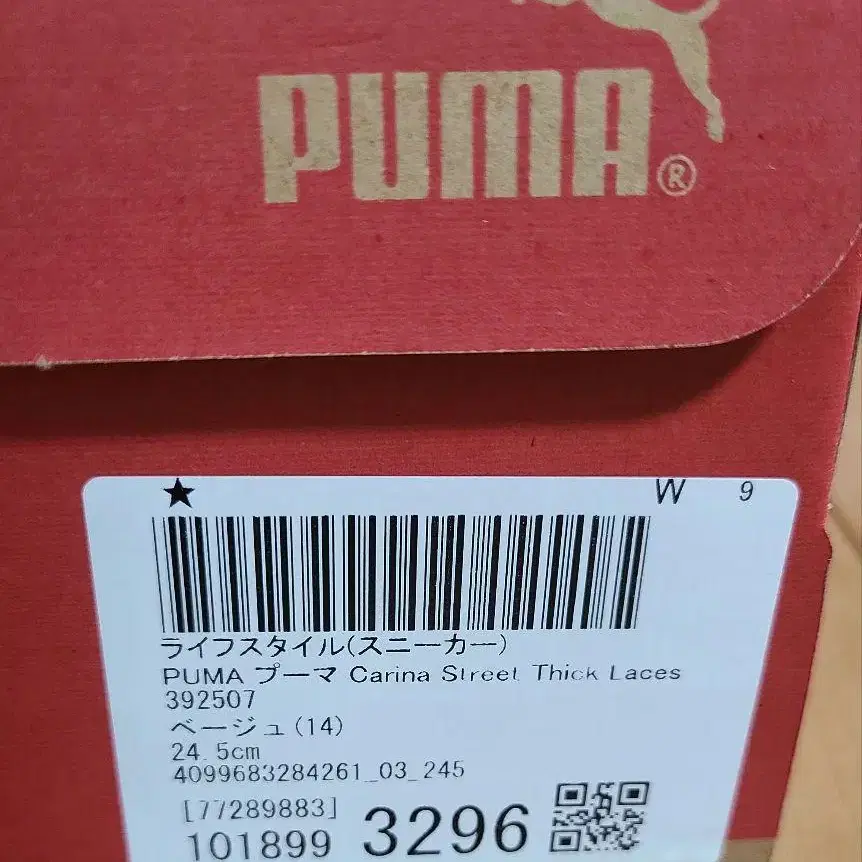 PUMA®
★ W 9
ライフスタイル(スニーカー)
PUMA プーマ Carina Street Thick Laces
392507
ベージュ(14)
24.5cm
4099683284261_03_245
[77289883]
101899 3296